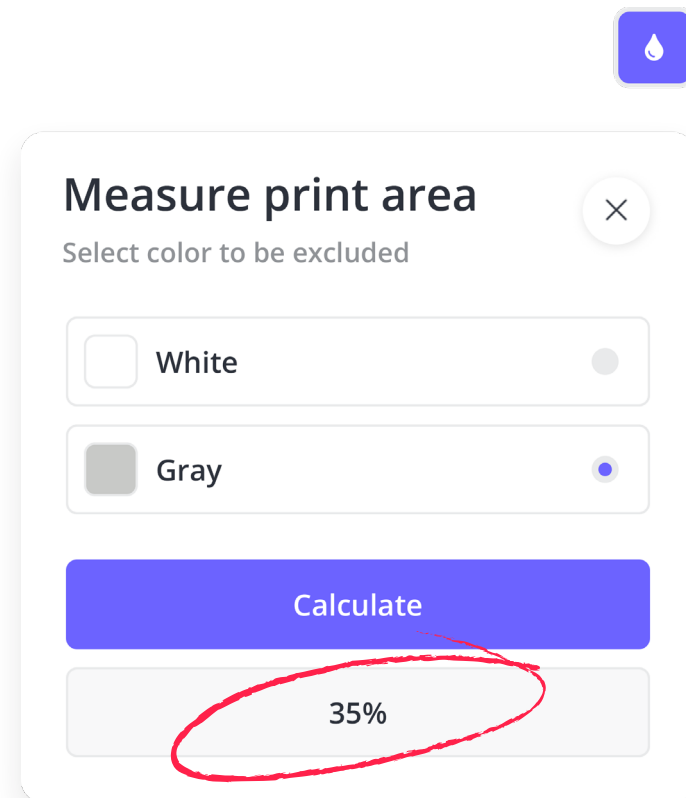 Measure print area
Select color to be excluded
White
Gray
Calculate
35%